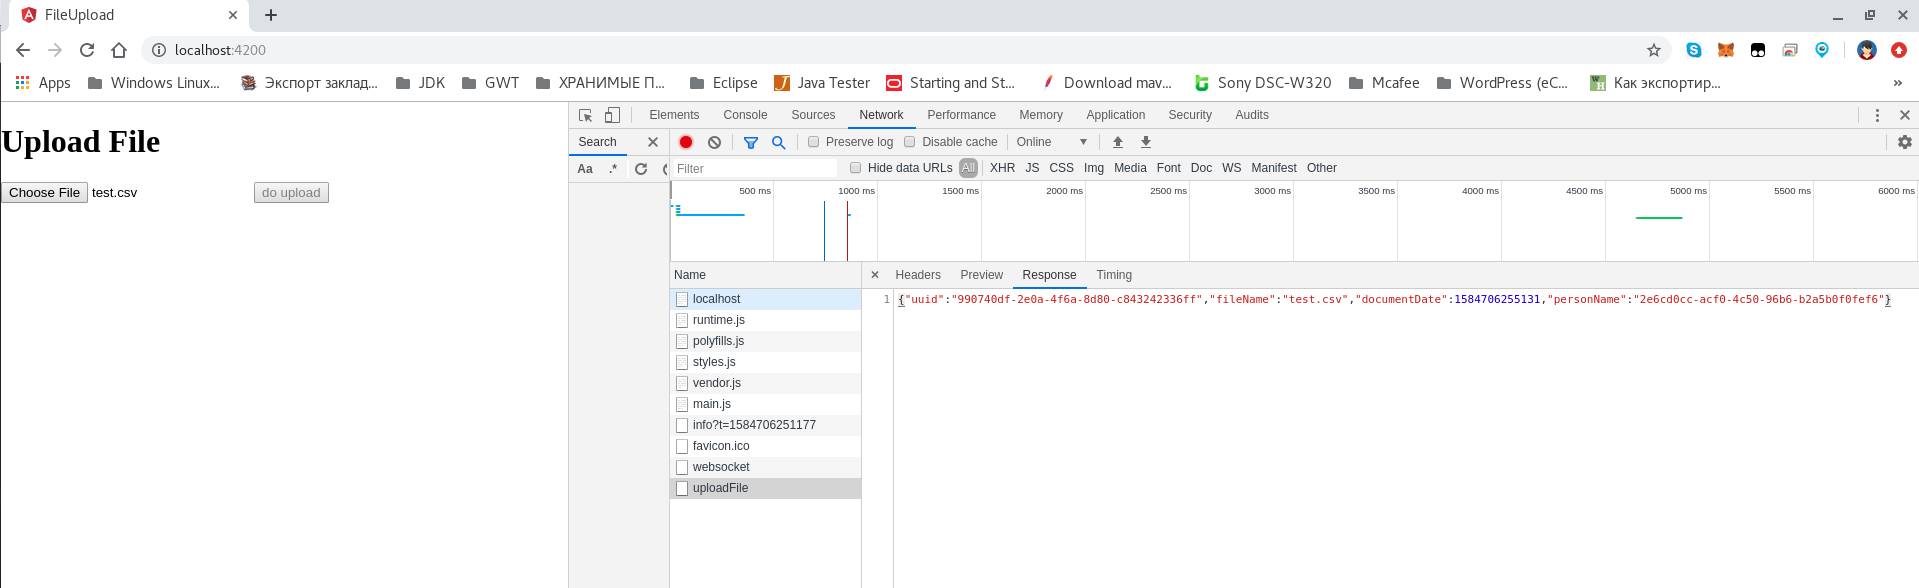 FileUpload
localhost:4200
Apps Windows Linux... Экспорт заклад... JDK GWT ХРАНИМЫЕ П... Eclipse Java Tester Starting and St... Download mav... Sony DSC-W320 Mcafee WordPress (eC... Как экспортир... »
Elements Console Sources Network Performance Memory Application Security Audits
Search
Preserve log Disable cache Online
Aa .*
Filter Hide data URLs All XHR JS CSS Img Media Font Doc WS Manifest Other
500 ms 1000 ms 1500 ms 2000 ms 2500 ms 3000 ms 3500 ms 4000 ms 4500 ms 5000 ms 5500 ms 6000 ms
Upload File
Choose File test.csv do upload
Name
Headers Preview Response Timing
localhost
runtime.js
polyfills.js
styles.js
vendor.js
main.js
info?t=1584706251177
favicon.ico
websocket
uploadFile
1 {"uuid":"990740df-2e0a-4f6a-8d80-c843242336ff","fileName":"test.csv","documentDate":1584706255131,"personName":"2e6cd0cc-acf0-4c50-96b6-b2a5b0f0fef6"}